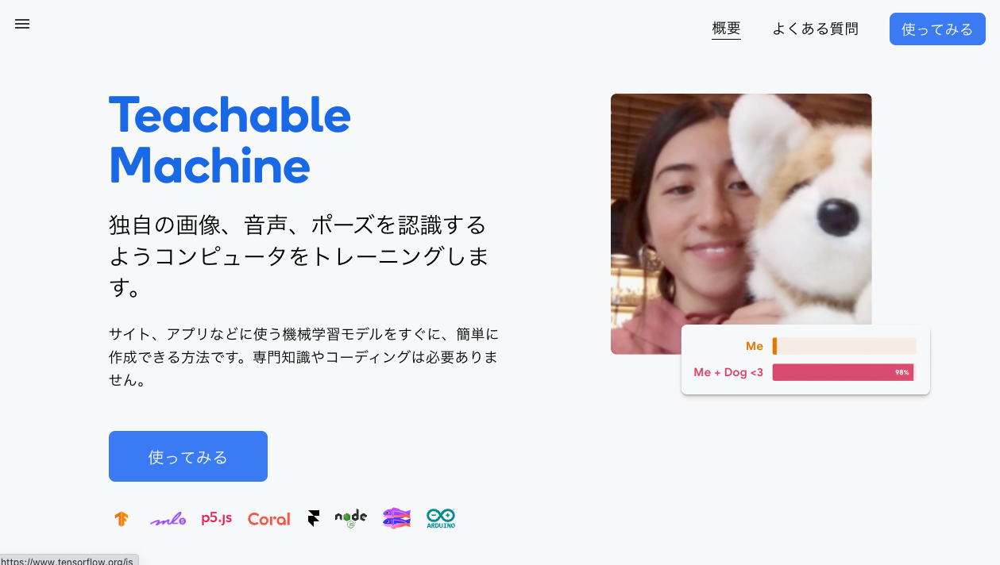 概要 よくある質問 使ってみる
Teachable
Machine
独自の画像、音声、ポーズを認識する
ようコンピュータをトレーニングしま
す。
サイト、アプリなどに使う機械学習モデルをすぐに、簡単に
作成できる方法です。専門知識やコーディングは必要ありま
せん。
Me
Me + Dog <3 98%
使ってみる
ml5 p5.js Coral node JS ARDUINO
https://www.tensorflow.org/js